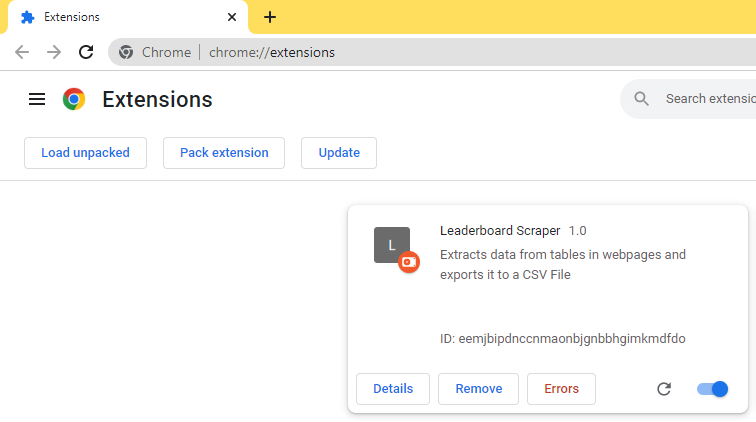 Extensions
Chrome | chrome://extensions
Extensions
Search extensio
Load unpacked Pack extension Update
L
Leaderboard Scraper 1.0
Extracts data from tables in webpages and
exports it to a CSV File
ID: eemjbipdnccnmaonbjgnbbhgimkmdfdo
Details Remove Errors